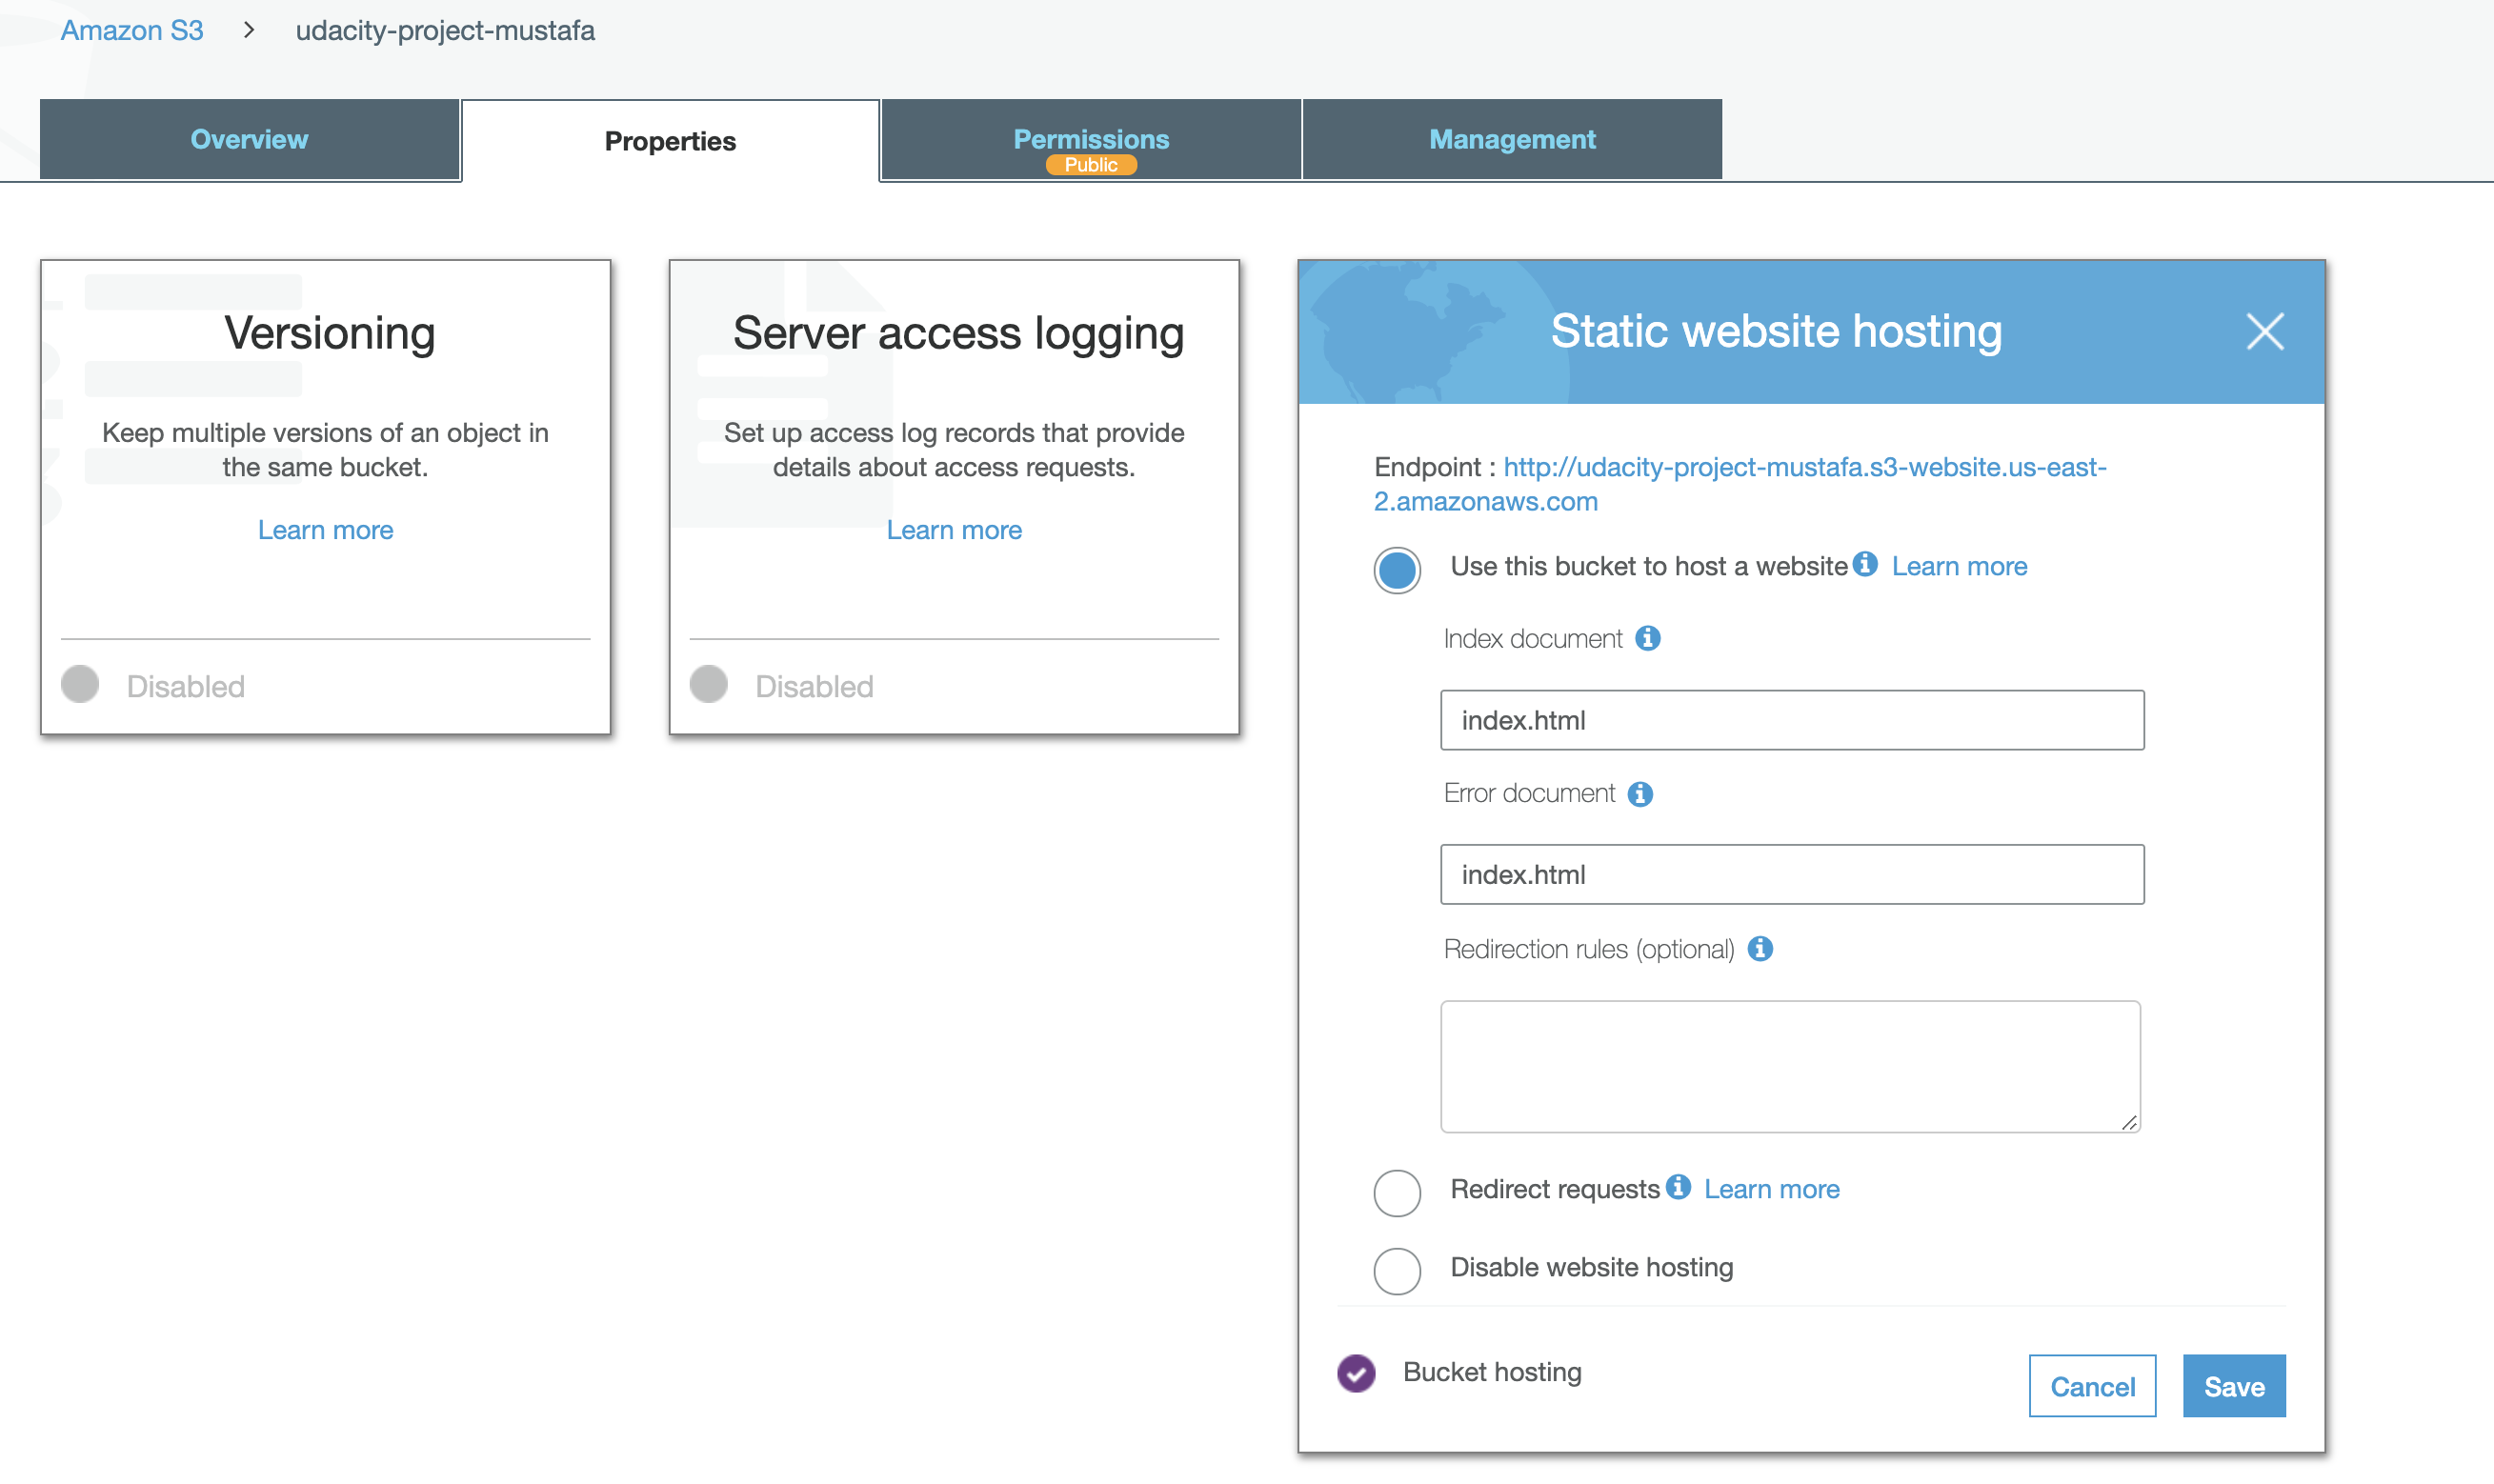 Amazon S3 > udacity-project-mustafa
Overview
Properties
Permissions
Public
Management
Versioning
Keep multiple versions of an object in
the same bucket.
Learn more
Disabled
Server access logging
Set up access log records that provide
details about access requests.
Learn more
Disabled
Static website hosting
Endpoint : http://udacity-project-mustafa.s3-website.us-east-
2.amazonaws.com
Use this bucket to host a website Learn more
Index document
index.html
Error document
index.html
Redirection rules (optional)
Redirect requests Learn more
Disable website hosting
Bucket hosting
Cancel
Save